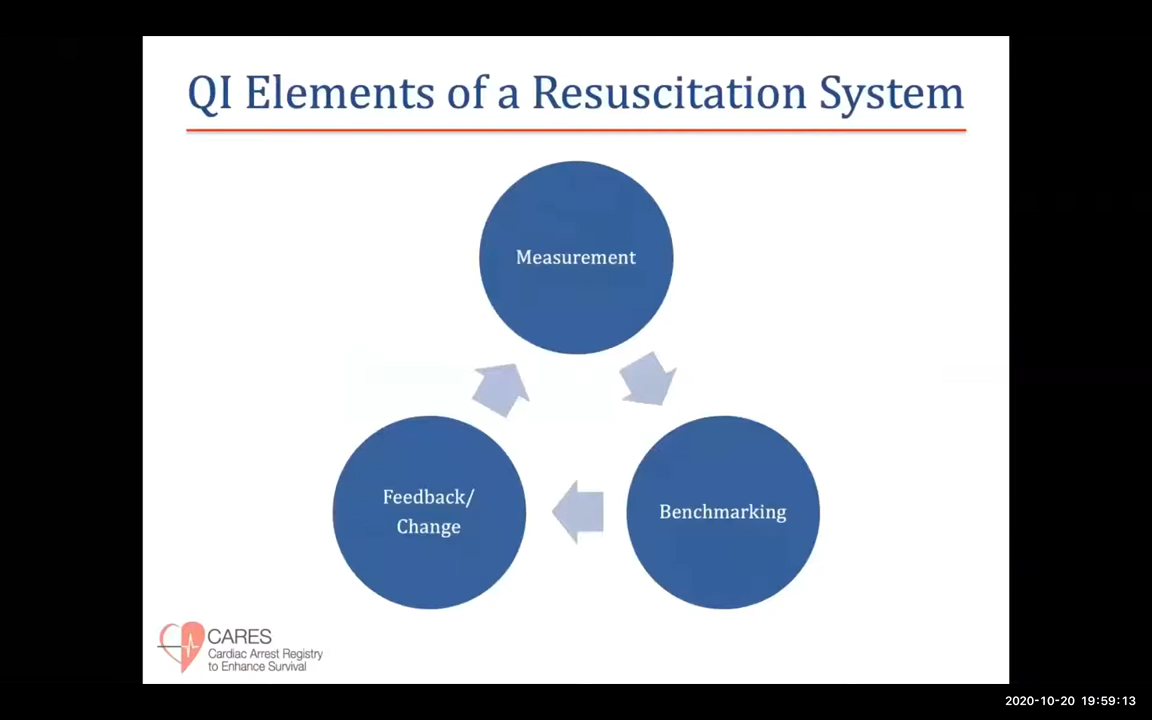 QI Elements of a Resuscitation System
Measurement
Feedback/
Change
Benchmarking
CARES
Cardiac Arrest Registry
to Enhance Survival
2020-10-20 19:59:13